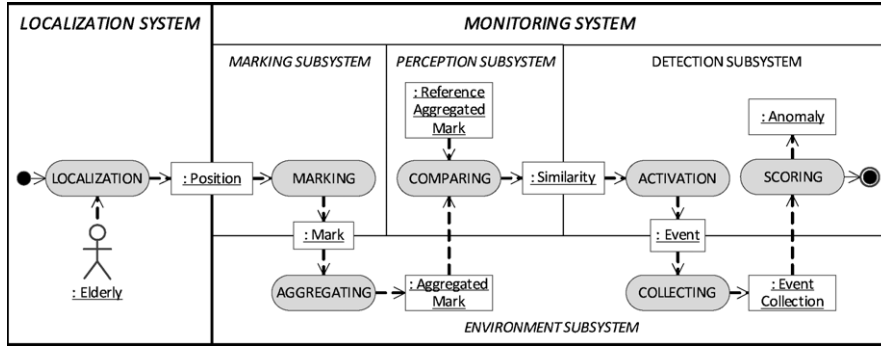 LOCALIZATION SYSTEM
MONITORING SYSTEM
MARKING SUBSYSTEM
PERCEPTION SUBSYSTEM
DETECTION SUBSYSTEM
: Reference
Aggregated
Mark
: Anomaly
LOCALIZATION
: Position
MARKING
COMPARING
: Similarity
ACTIVATION
SCORING
: Mark
: Event
: Elderly
AGGREGATING
: Aggregated
Mark
COLLECTING
: Event
Collection
ENVIRONMENT SUBSYSTEM